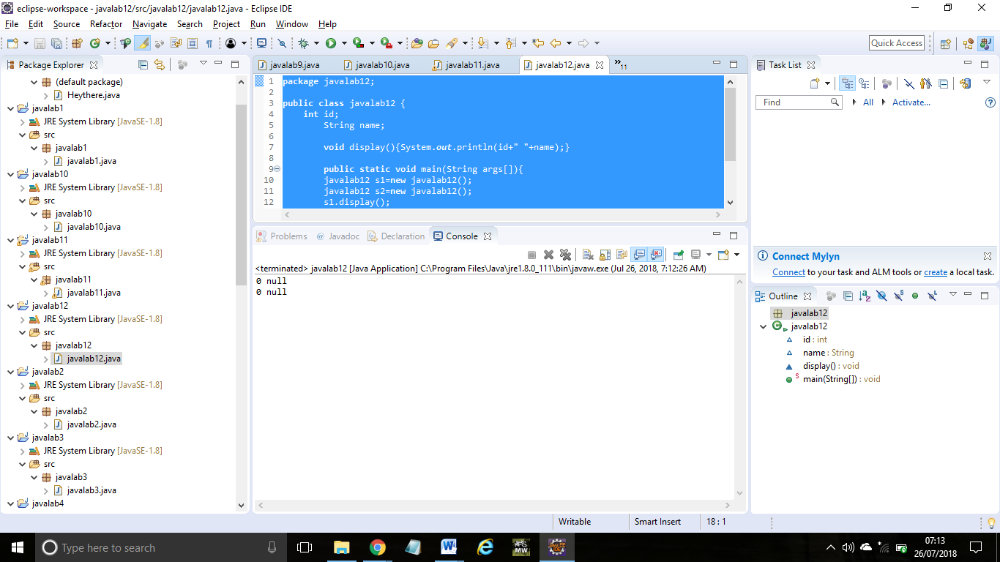 eclipse-workspace - javalab12/src/javalab12/javalab12.java - Eclipse IDE
File Edit Source Refactor Navigate Search Project Run Window Help
Quick Access
Package Explorer
(default package)
Heythere.java
javalab1
JRE System Library [JavaSE-1.8]
src
javalab1
javalab1.java
javalab10
JRE System Library [JavaSE-1.8]
src
javalab10
javalab10.java
javalab11
JRE System Library [JavaSE-1.8]
src
javalab11
javalab11.java
javalab12
JRE System Library [JavaSE-1.8]
src
javalab12
javalab12.java
javalab2
JRE System Library [JavaSE-1.8]
src
javalab2
javalab2.java
javalab3
JRE System Library [JavaSE-1.8]
src
javalab3
javalab3.java
javalab4
javalab9.java javalab10.java javalab11.java javalab12.java »11
1 package javalab12;
2
3 public class javalab12 {
4 int id;
5 String name;
6
7 void display(){System.out.println(id+" "+name);}
8
9 public static void main(String args[]){
10 javalab12 s1=new javalab12();
11 javalab12 s2=new javalab12();
12 s1.display();
Problems @ Javadoc Declaration Console
<terminated> javalab12 [Java Application] C:\Program Files\Java\jre1.8.0_111\bin\javaw.exe (Jul 26, 2018, 7:12:26 AM)
0 null
0 null
Task List
Find All Activate...
Connect Mylyn
Connect to your task and ALM tools or create a local task.
Outline
javalab12
javalab12
id : int
name : String
display() : void
main(String[]) : void
Writable Smart Insert 18 : 1
Type here to search
07:13
26/07/2018